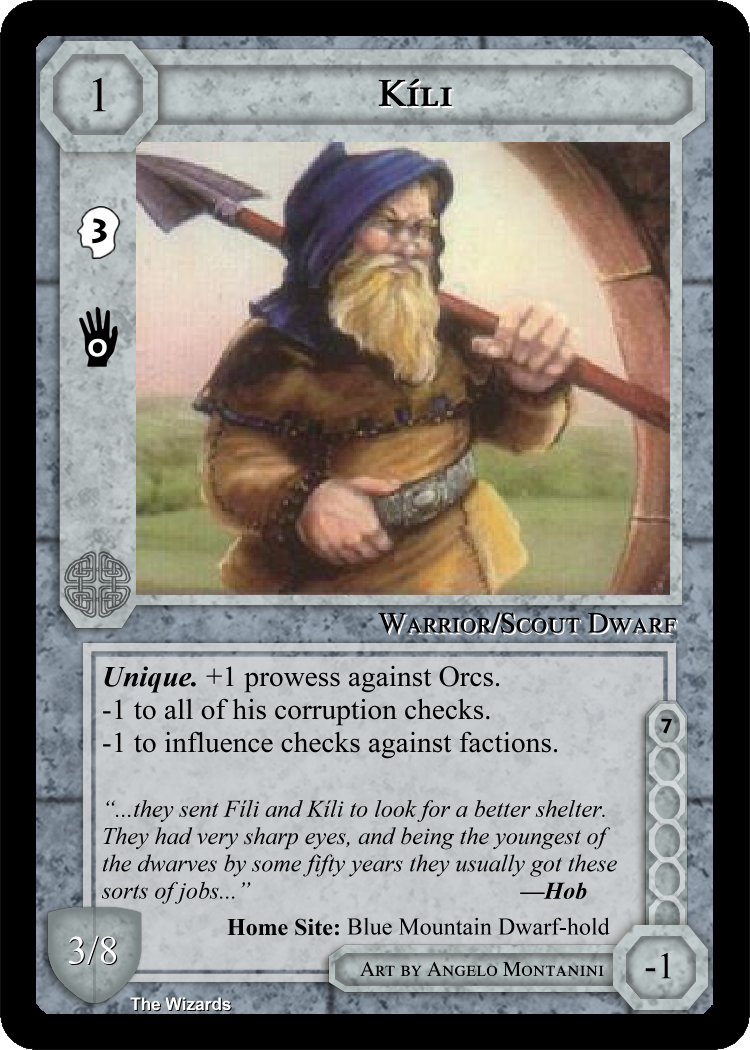 1
Kíli
3
0
Warrior/Scout Dwarf
Unique. +1 prowess against Orcs.
-1 to all of his corruption checks.
-1 to influence checks against factions.
7
“...they sent Fíli and Kíli to look for a better shelter.
They had very sharp eyes, and being the youngest of
the dwarves by some fifty years they usually got these
sorts of jobs...” —Hob
Home Site: Blue Mountain Dwarf-hold
3/8
Art by Angelo Montanini
-1
The Wizards